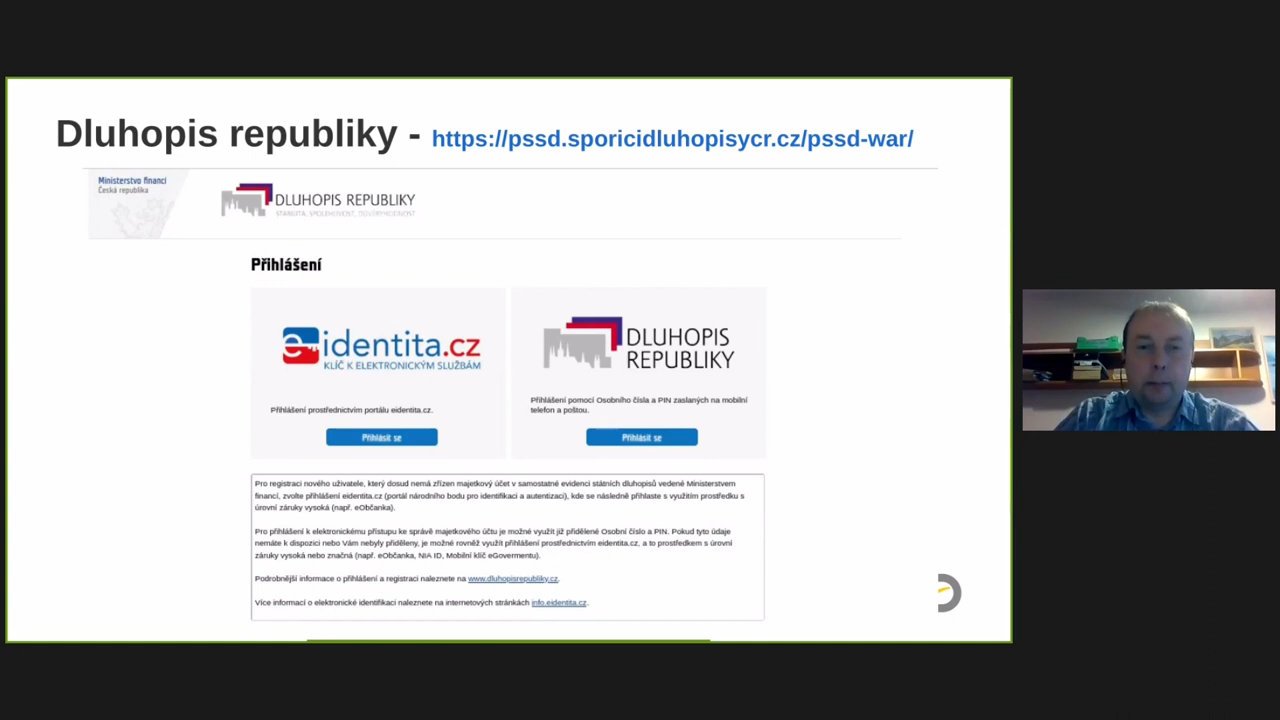 Dluhopis republiky - https://pssd.sporicidluhopisycr.cz/pssd-war/
Ministerstvo financí
Česká republika
DLUHOPIS REPUBLIKY
STABILITA, SPOLEHLIVOST, DŮVĚRYHODNOST
Přihlášení
eidentita.cz
KLÍČ K ELEKTRONICKÝM SLUŽBÁM
Přihlášení prostřednictvím portálu eidentita.cz.
Přihlásit se
DLUHOPIS
REPUBLIKY
Přihlášení pomocí Osobního čísla a PIN zaslaných na mobilní
telefon a poštou.
Přihlásit se
Pro registraci nového uživatele, který dosud nemá zřízen majetkový účet v samostatné evidenci státních dluhopisů vedené Ministerstvem
financí, zvolte přihlášení eidentita.cz (portál národního bodu pro identifikaci a autentizaci), kde se následně přihlaste s využitím prostředku s
úrovní záruky vysoká (např. eObčanka).
Pro přihlášení k elektronickému přístupu ke správě majetkového účtu je možné využít již přidělené Osobní číslo a PIN. Pokud tyto údaje
nemáte k dispozici nebo Vám nebyly přiděleny, je možné rovněž využít přihlášení prostřednictvím eidentita.cz, a to prostředkem s úrovní
záruky vysoká nebo značná (např. eObčanka, NIA ID, Mobilní klíč eGovermentu).
Podrobnější informace o přihlášení a registraci naleznete na www.dluhopisrepubliky.cz.
Více informací o elektronické identifikaci naleznete na internetových stránkách info.eidentita.cz.